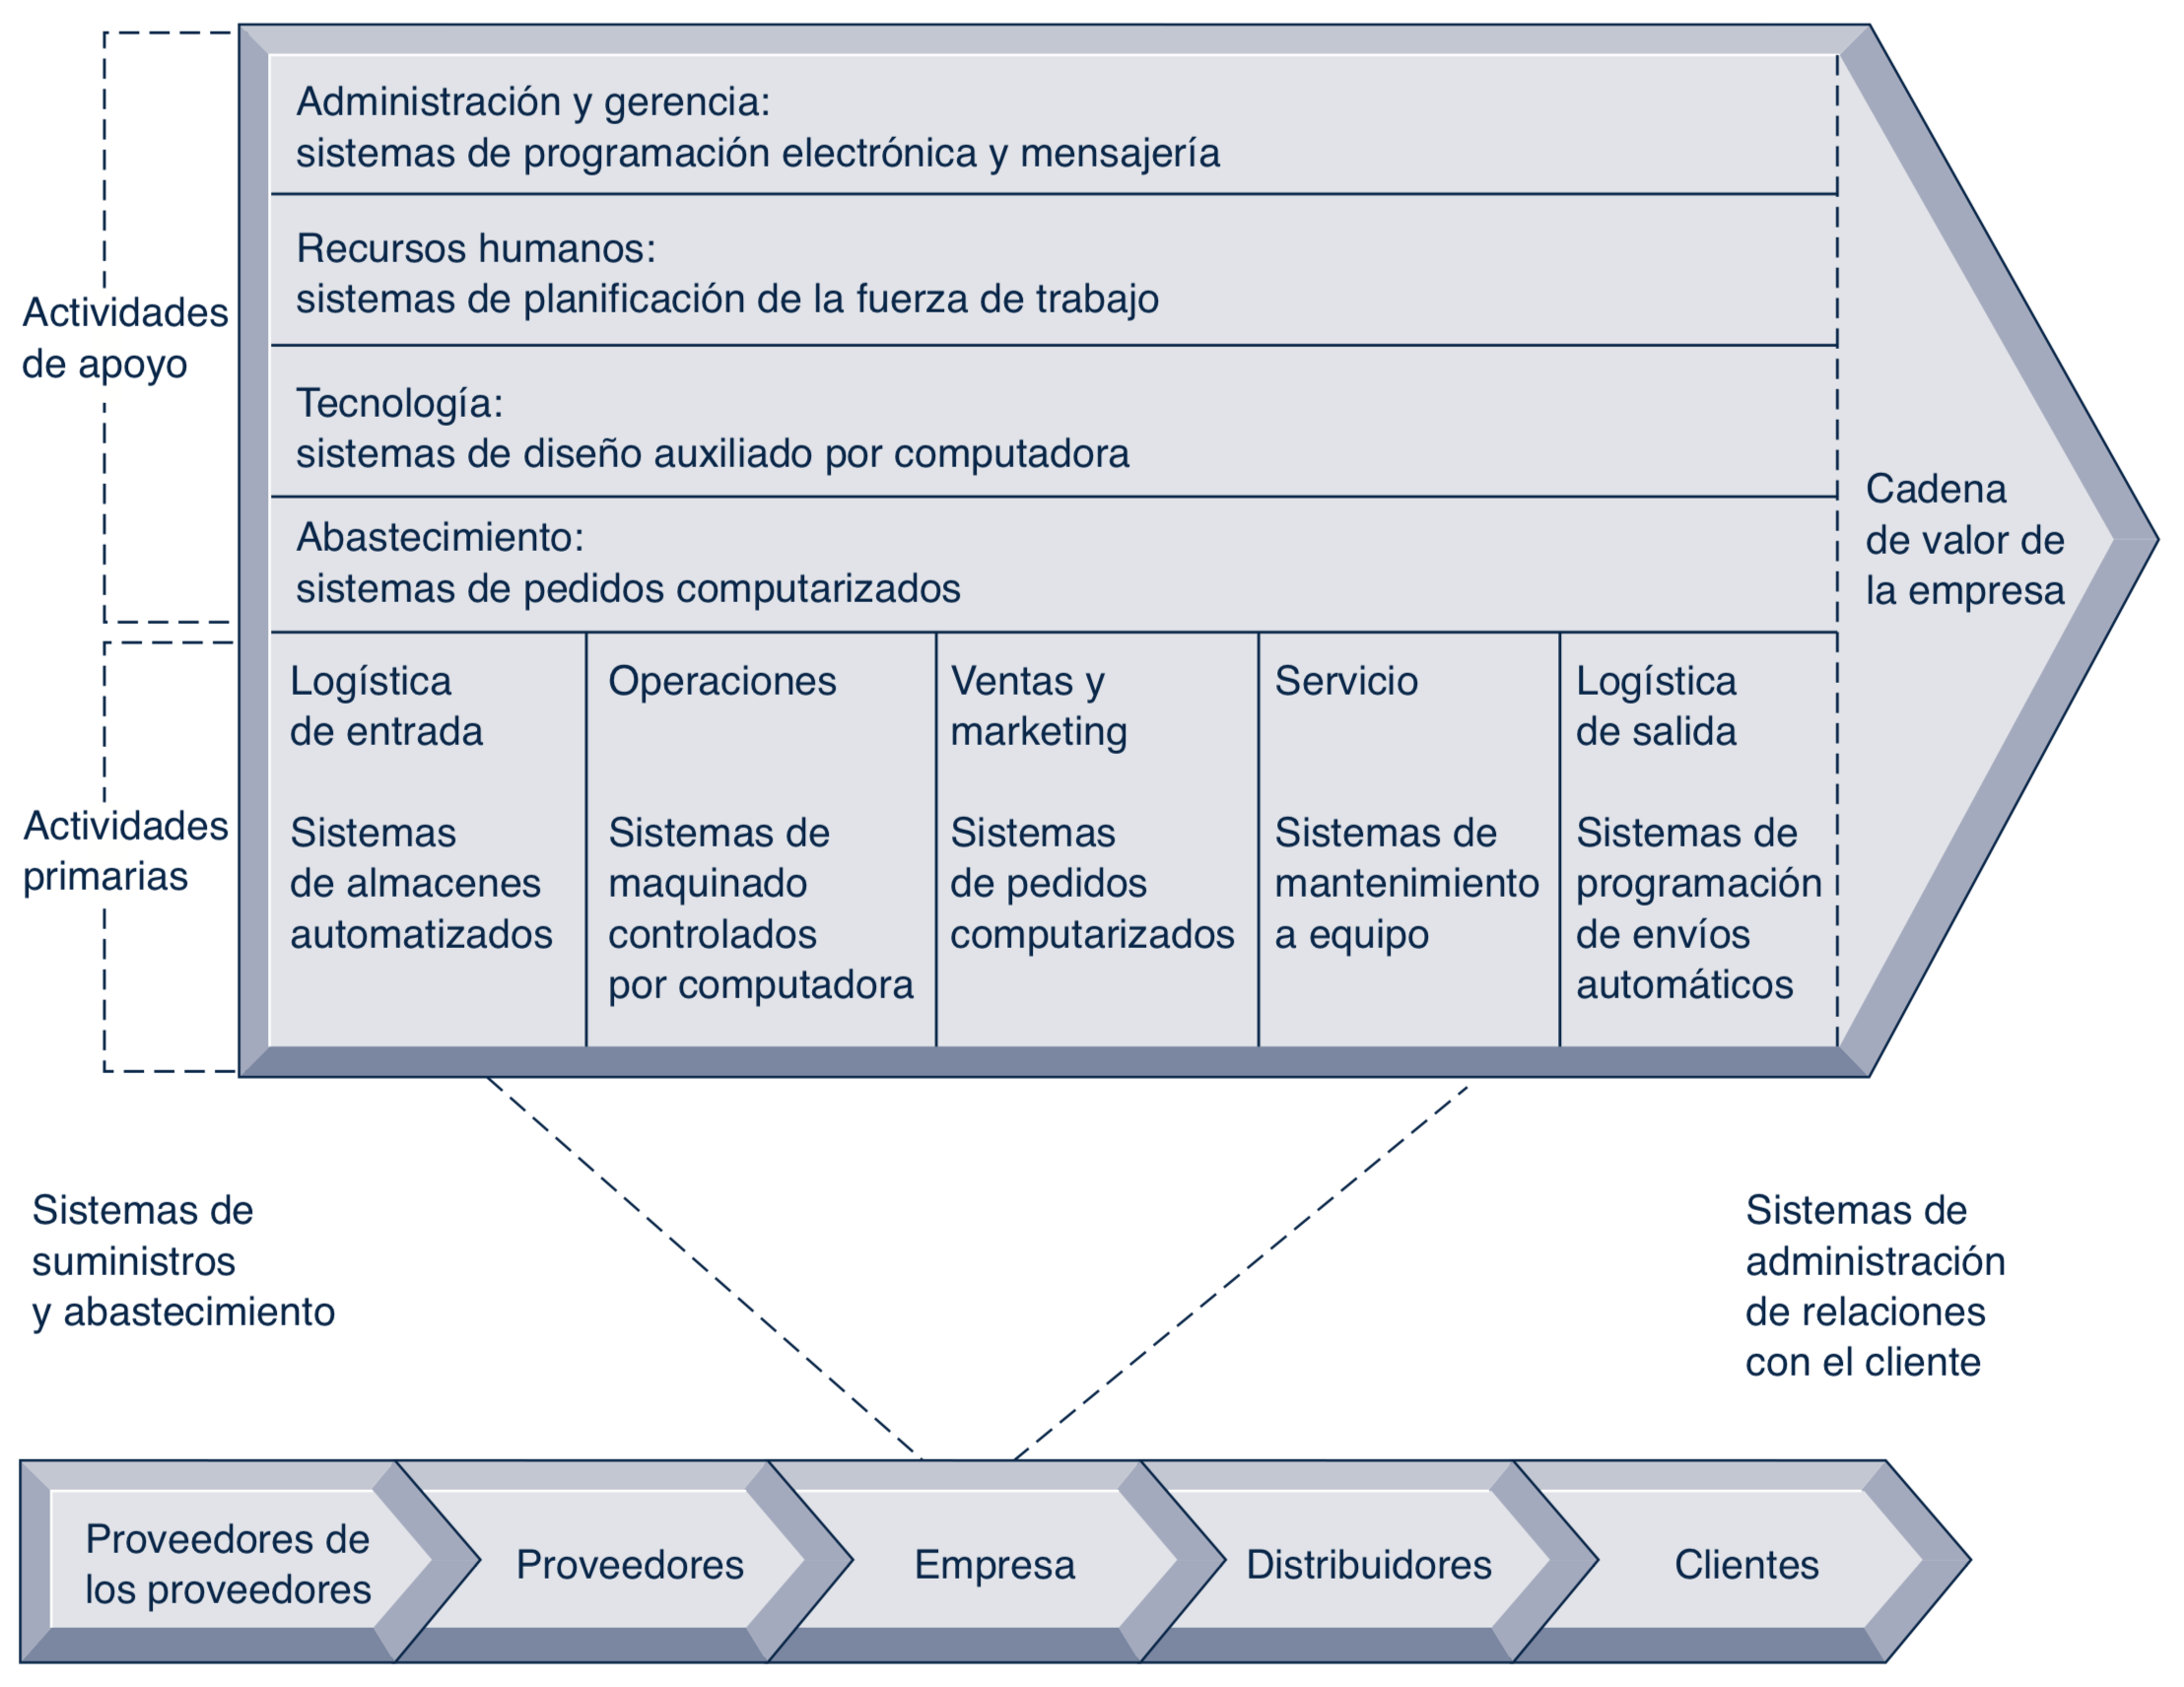 Administración y gerencia:
sistemas de programación electrónica y mensajería
Recursos humanos:
sistemas de planificación de la fuerza de trabajo
Actividades
de apoyo
Tecnología:
sistemas de diseño auxiliado por computadora
Abastecimiento:
sistemas de pedidos computarizados
Cadena
de valor de
la empresa
Actividades
primarias
Logística
de entrada
Sistemas
de almacenes
automatizados
Operaciones
Sistemas de
maquinado
controlados
por computadora
Ventas y
marketing
Sistemas
de pedidos
computarizados
Servicio
Sistemas de
mantenimiento
a equipo
Logística
de salida
Sistemas de
programación
de envíos
automáticos
Sistemas de
suministros
y abastecimiento
Sistemas de
administración
de relaciones
con el cliente
Proveedores de
los proveedores
Proveedores
Empresa
Distribuidores
Clientes